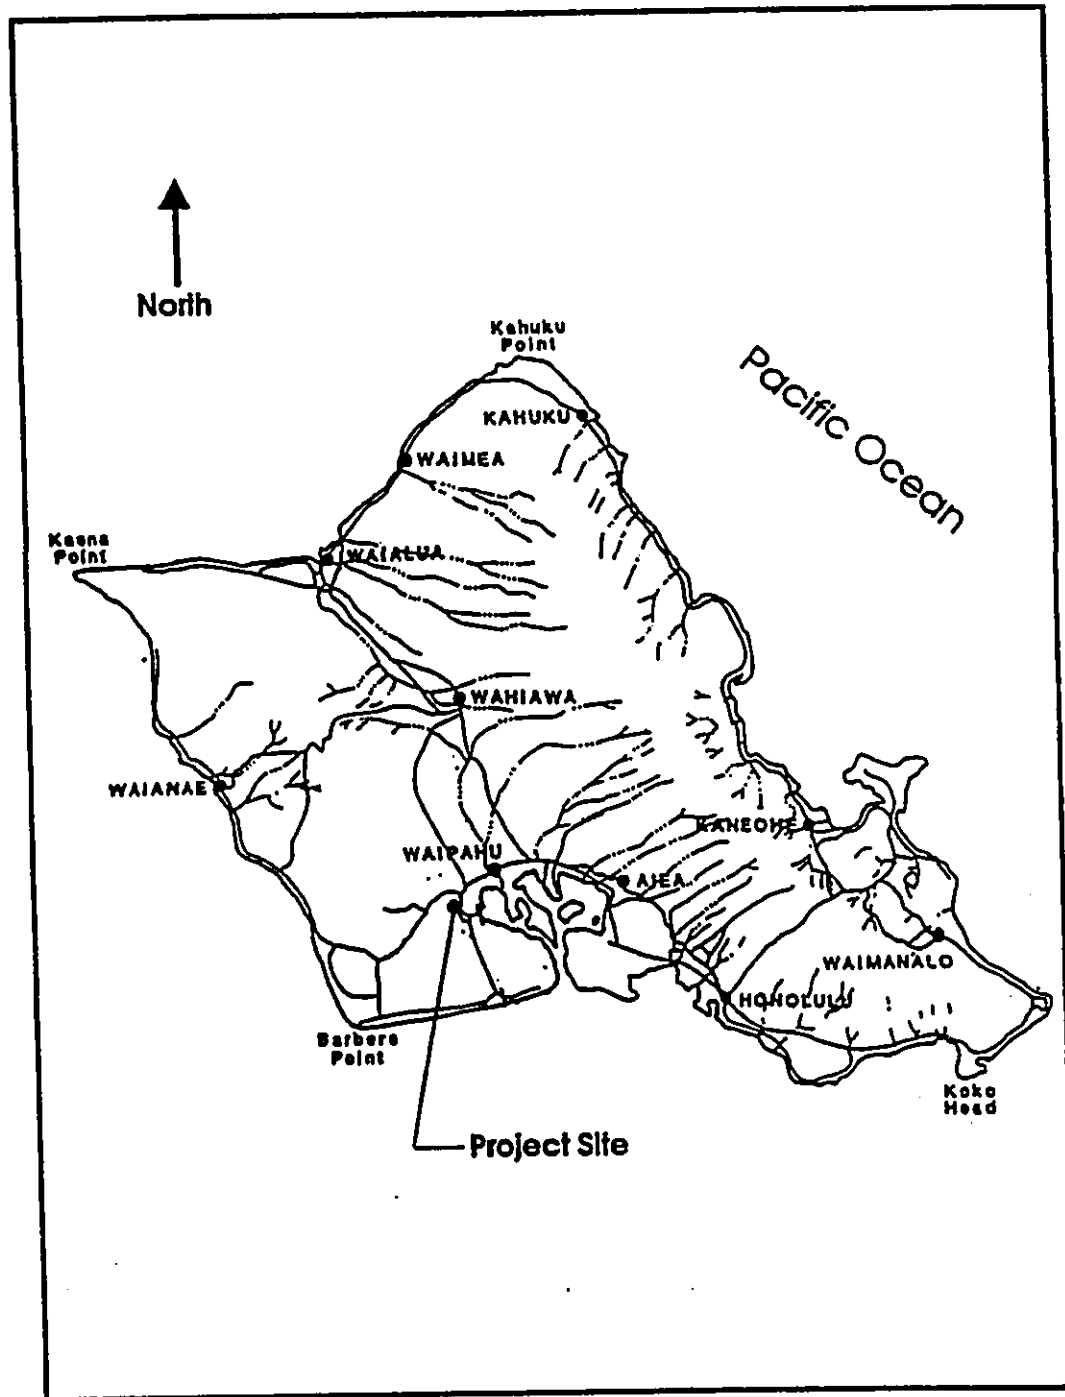 North
Kahuku
Point
Pacific Ocean
KAHUKU
WAIMEA
Kaena
Point
WAIALUA
WAHIAWA
WAIANAE
KANEOHE
WAIPAHU
AIEA
WAIMANALO
HONOLULU
Barbers
Point
Koko
Head
Project Site